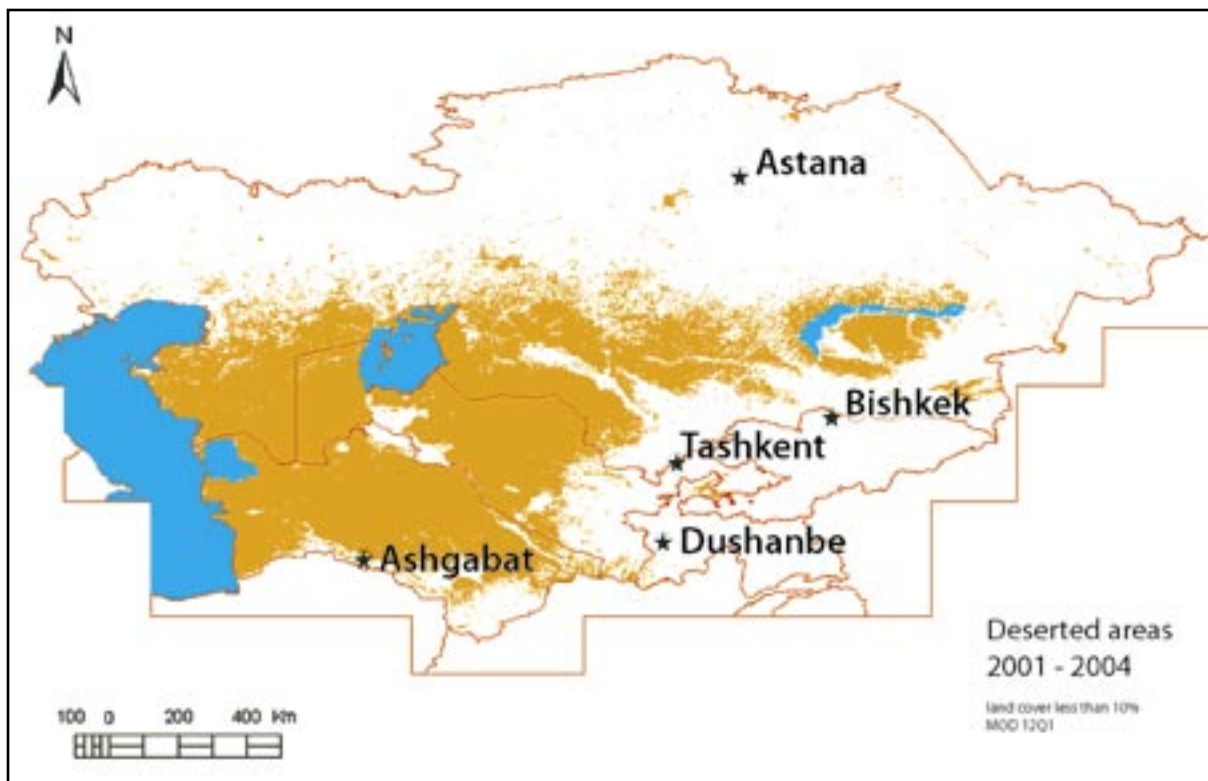 N
Astana
Bishkek
Tashkent
Dushanbe
Ashgabat
Deserted areas
2001 - 2004
land cover less than 10%
MOD 12Q1
100 0 200 400 km